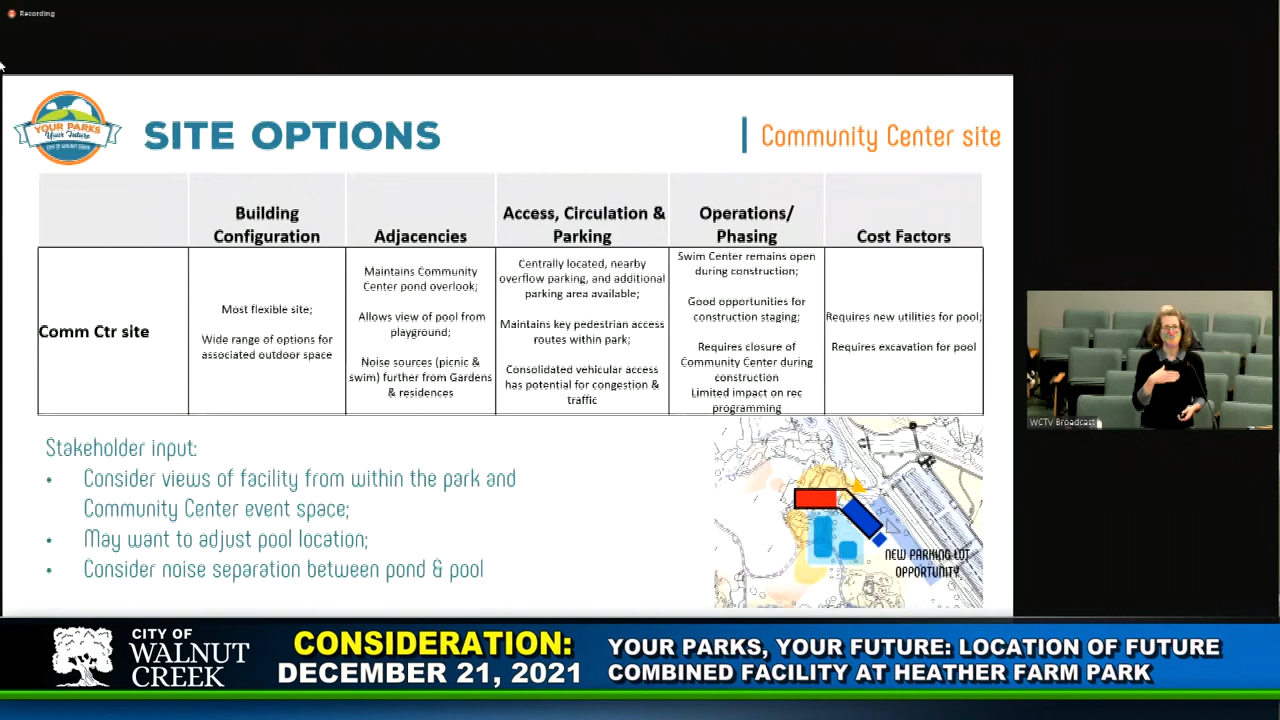 Recording
YOUR PARKS
Your Future
CITY OF WALNUT CREEK
SITE OPTIONS
Community Center site
Building
Configuration
Adjacencies
Access, Circulation &
Parking
Operations/
Phasing
Cost Factors
Comm Ctr site
Most flexible site;
Wide range of options for
associated outdoor space
Maintains Community
Center pond overlook;
Allows view of pool from
playground;
Noise sources (picnic &
swim) further from Gardens
& residences
Centrally located, nearby
overflow parking, and additional
parking area available;
Maintains key pedestrian access
routes within park;
Consolidated vehicular access
has potential for congestion &
traffic
Swim Center remains open
during construction;
Good opportunities for
construction staging;
Requires closure of
Community Center during
construction
Limited impact on rec
programming
Requires new utilities for pool;
Requires excavation for pool
Stakeholder input:
• Consider views of facility from within the park and
Community Center event space;
• May want to adjust pool location;
• Consider noise separation between pond & pool
NEW PARKING LOT
OPPORTUNITY
WCTV Broadcast
CITY OF
WALNUT
CREEK
CONSIDERATION:
DECEMBER 21, 2021
YOUR PARKS, YOUR FUTURE: LOCATION OF FUTURE
COMBINED FACILITY AT HEATHER FARM PARK